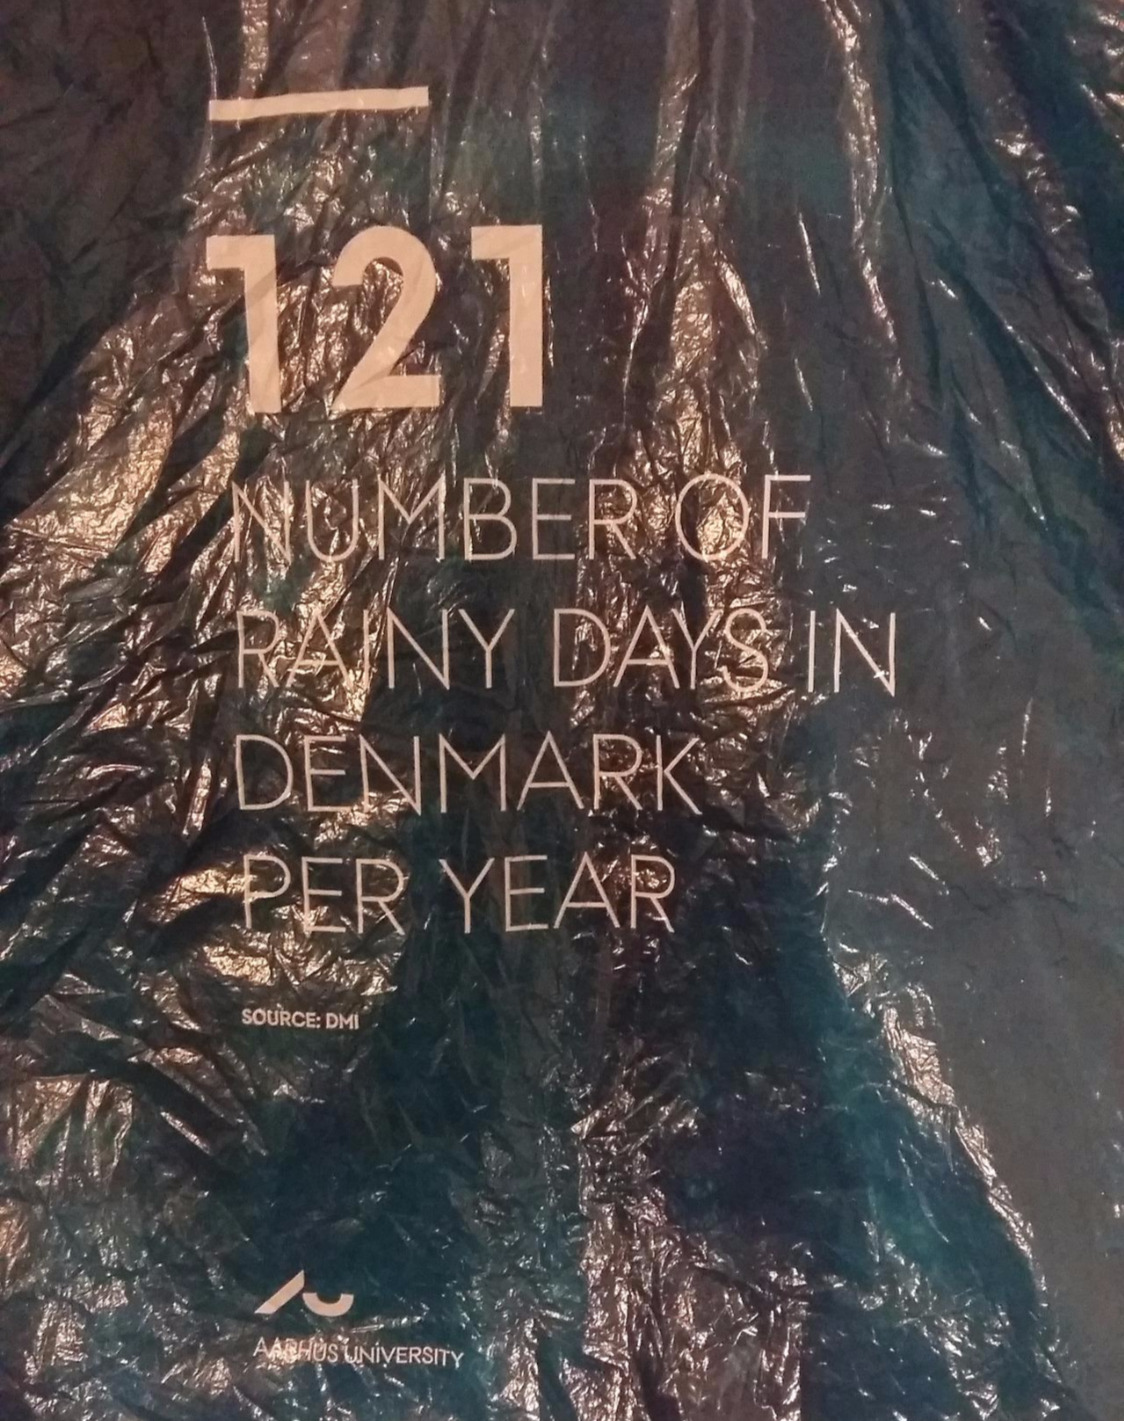 121
NUMBER OF
RAINY DAYS IN
DENMARK
PER YEAR
SOURCE: DMI
AARHUS UNIVERSITY